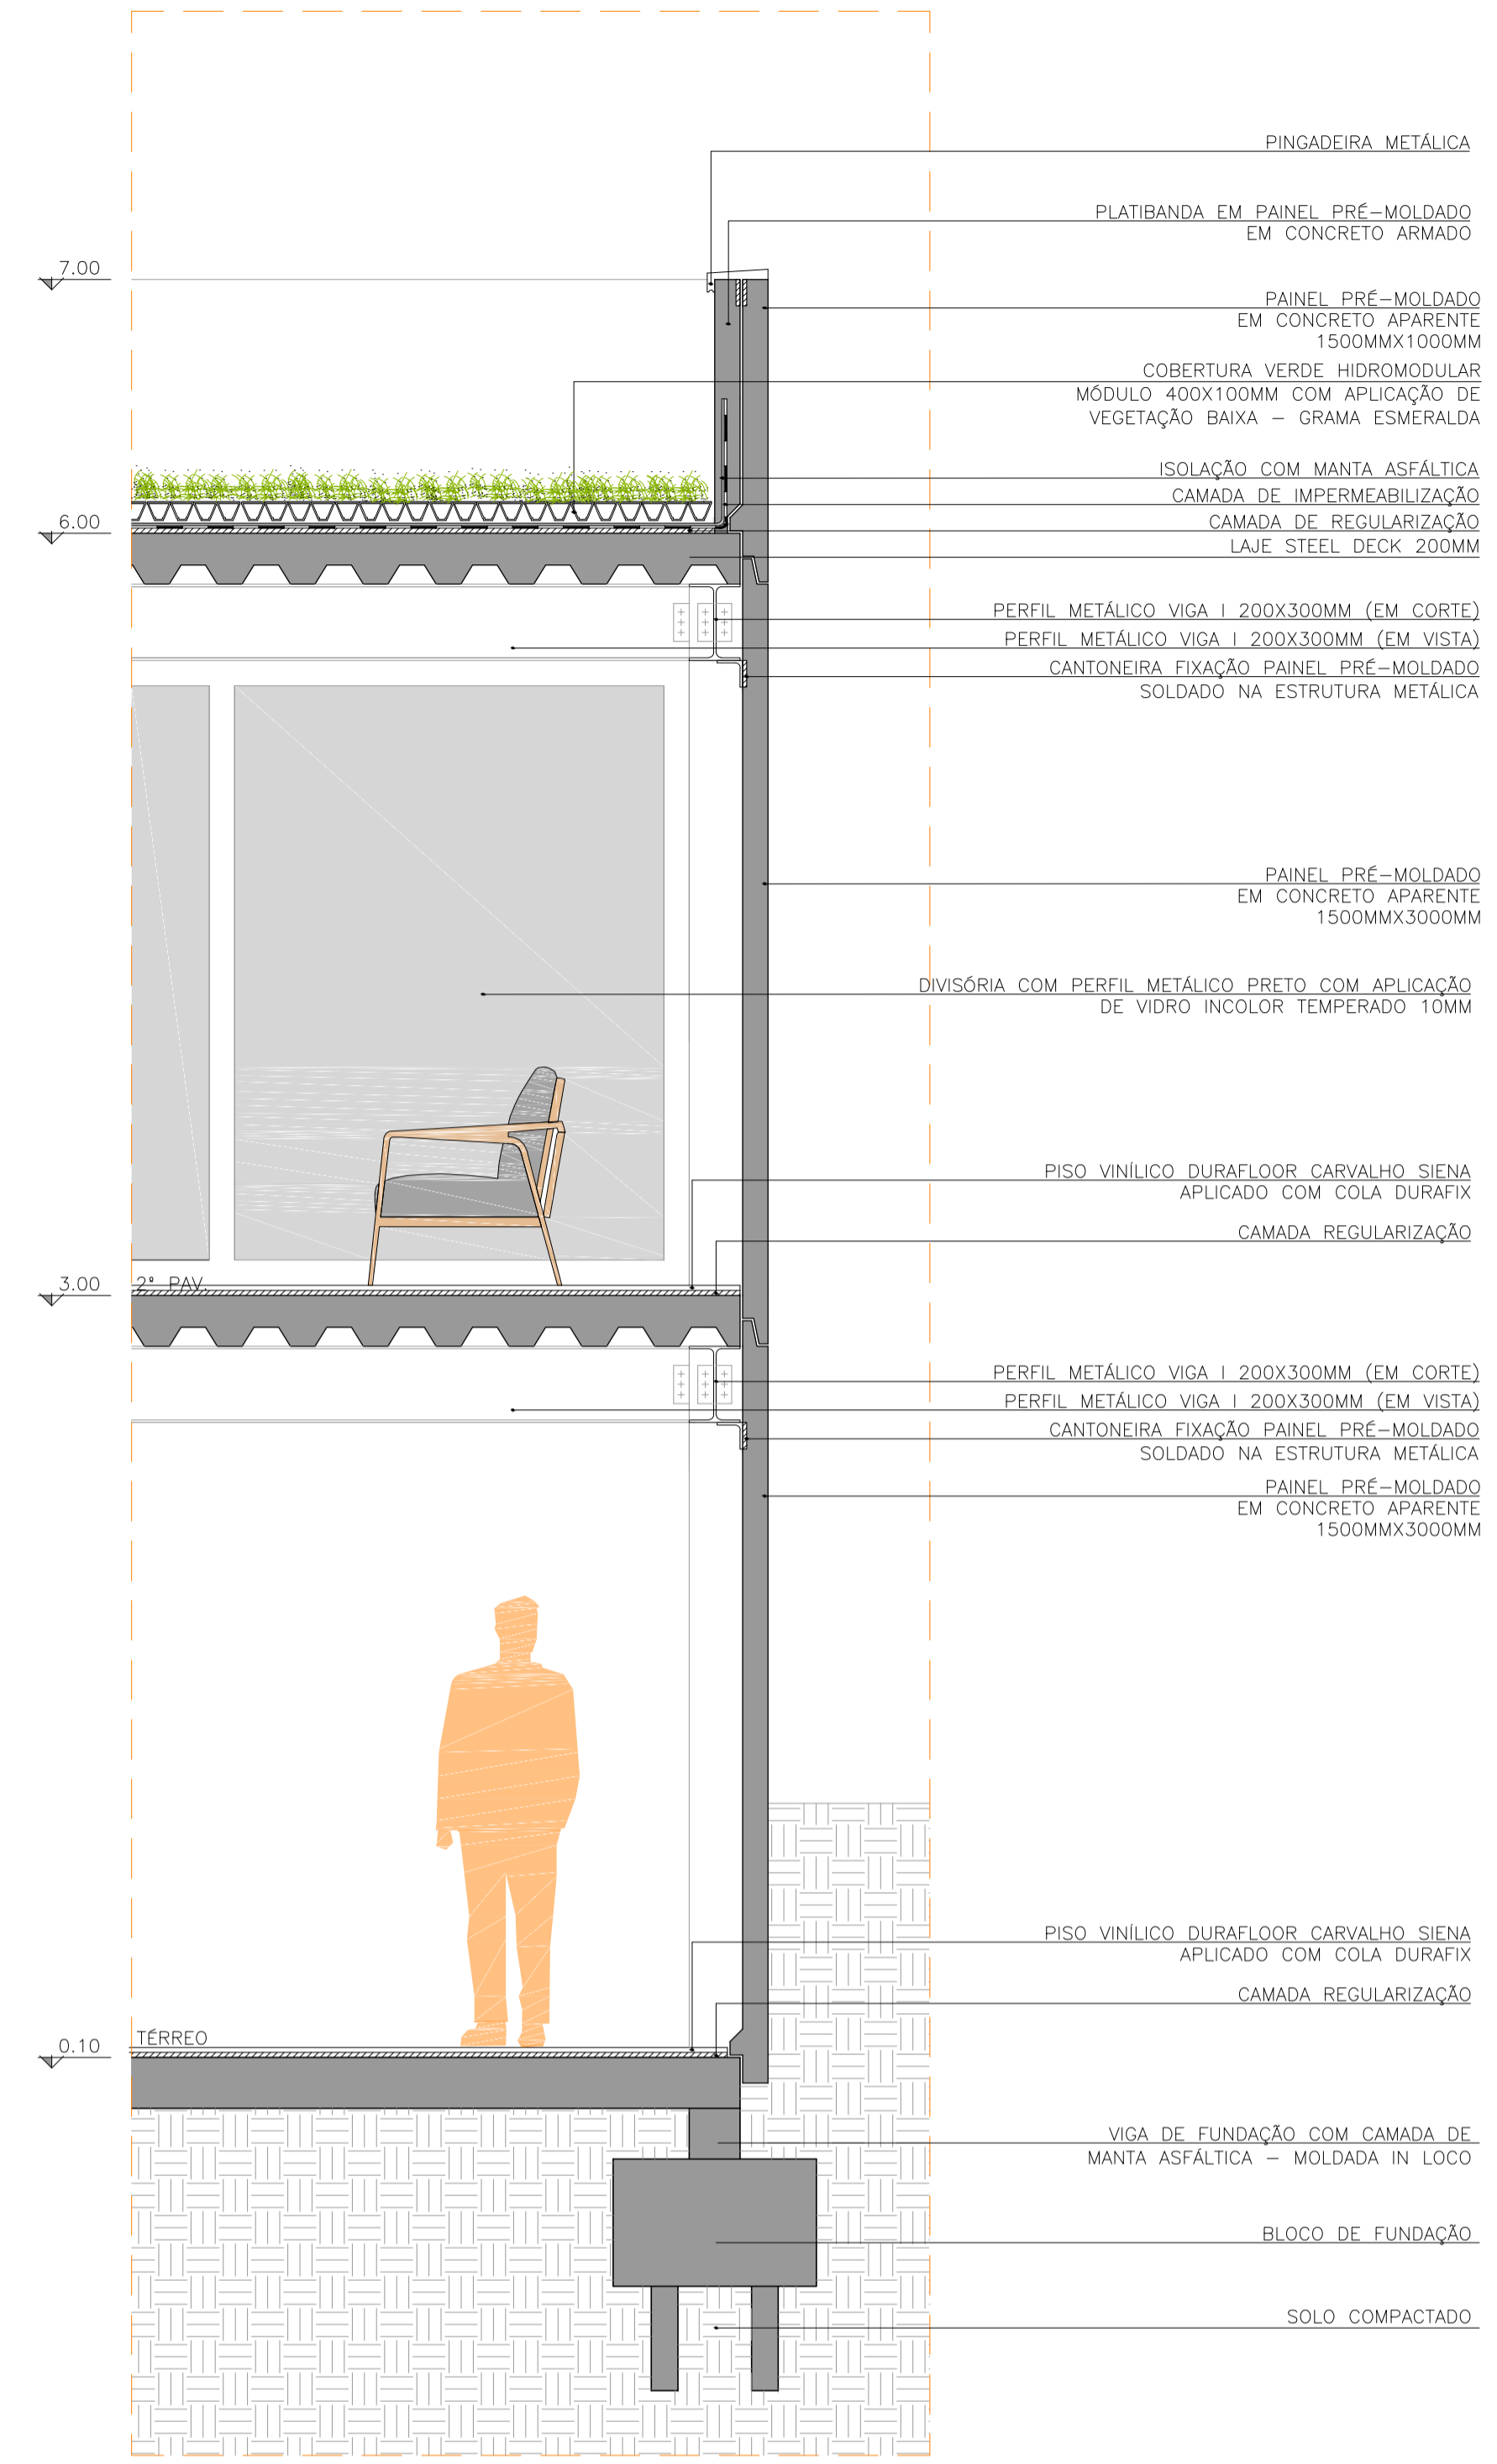 PINGADEIRA METÁLICA
PLATIBANDA EM PAINEL PRÉ-MOLDADO
EM CONCRETO ARMADO
7.00
PAINEL PRÉ-MOLDADO
EM CONCRETO APARENTE
1500MMX1000MM
COBERTURA VERDE HIDROMODULAR
MÓDULO 400X100MM COM APLICAÇÃO DE
VEGETAÇÃO BAIXA - GRAMA ESMERALDA
ISOLAÇÃO COM MANTA ASFÁLTICA
CAMADA DE IMPERMEABILIZAÇÃO
6.00
CAMADA DE REGULARIZAÇÃO
LAJE STEEL DECK 200MM
PERFIL METÁLICO VIGA I 200X300MM (EM CORTE)
PERFIL METÁLICO VIGA I 200X300MM (EM VISTA)
CANTONEIRA FIXAÇÃO PAINEL PRÉ-MOLDADO
SOLDADO NA ESTRUTURA METÁLICA
PAINEL PRÉ-MOLDADO
EM CONCRETO APARENTE
1500MMX3000MM
DIVISÓRIA COM PERFIL METÁLICO PRETO COM APLICAÇÃO
DE VIDRO INCOLOR TEMPERADO 10MM
PISO VINÍLICO DURAFLOOR CARVALHO SIENA
APLICADO COM COLA DURAFIX
CAMADA REGULARIZAÇÃO
3.00
2º PAV.
PERFIL METÁLICO VIGA I 200X300MM (EM CORTE)
PERFIL METÁLICO VIGA I 200X300MM (EM VISTA)
CANTONEIRA FIXAÇÃO PAINEL PRÉ-MOLDADO
SOLDADO NA ESTRUTURA METÁLICA
PAINEL PRÉ-MOLDADO
EM CONCRETO APARENTE
1500MMX3000MM
PISO VINÍLICO DURAFLOOR CARVALHO SIENA
APLICADO COM COLA DURAFIX
CAMADA REGULARIZAÇÃO
0.10
TÉRREO
VIGA DE FUNDAÇÃO COM CAMADA DE
MANTA ASFÁLTICA - MOLDADA IN LOCO
BLOCO DE FUNDAÇÃO
SOLO COMPACTADO